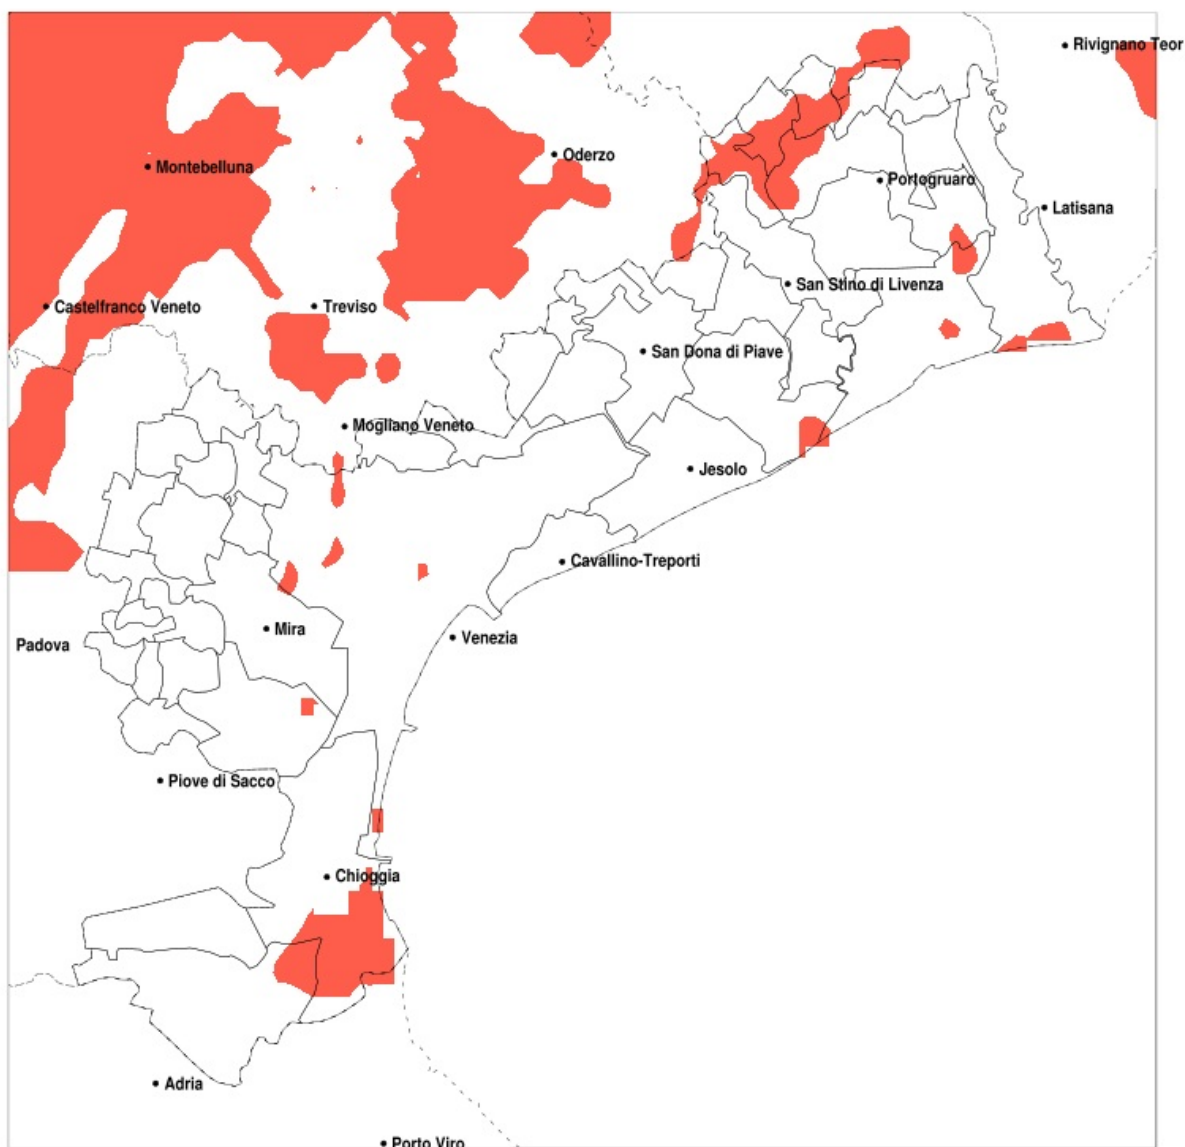 Rivignano Teor
Oderzo
Montebelluna
Portogruaro
Latisana
San Stino di Livenza
Castelfranco Veneto
Treviso
San Dona di Piave
Mogliano Veneto
Jesolo
Cavallino-Treporti
Mira
Venezia
Padova
Piove di Sacco
Chioggia
Adria
Porto Viro